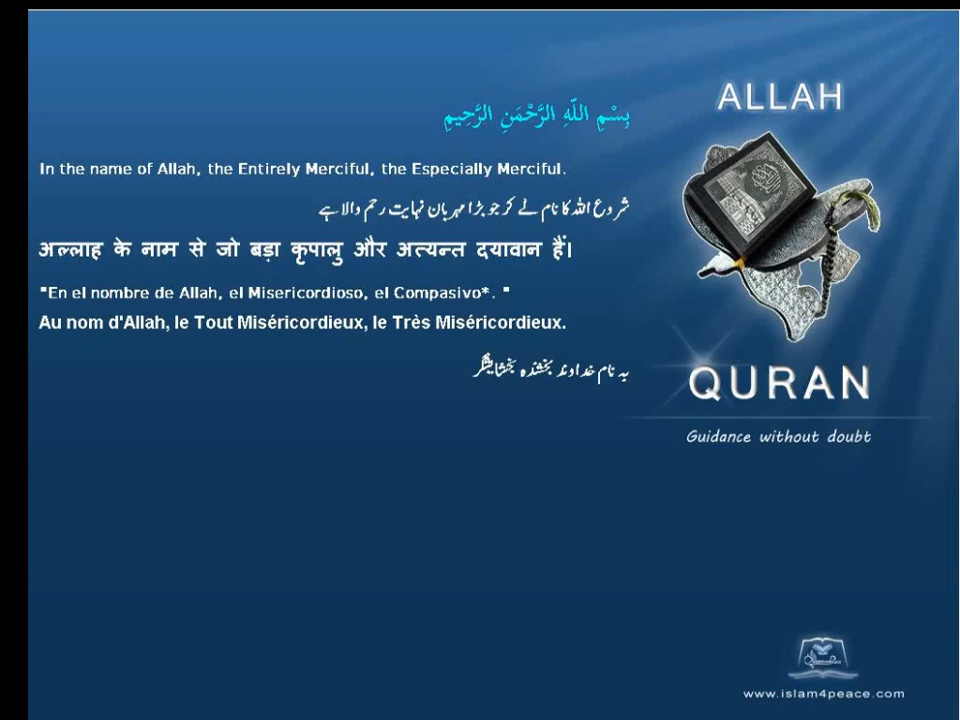 بِسْمِ اللّهِ الرَّحْمَنِ الرَّحِيمِ
In the name of Allah, the Entirely Merciful, the Especially Merciful.
شروع اللہ کا نام لے کر جو بڑا مہربان نہایت رحم والا ہے
अल्लाह के नाम से जो बड़ा कृपालु और अत्यन्त दयावान हैं।
"En el nombre de Allah, el Misericordioso, el Compasivo*. "
Au nom d'Allah, le Tout Miséricordieux, le Très Miséricordieux.
به نام خداوند بخشنده بخشایشگر
ALLAH
QURAN
Guidance without doubt
www.islam4peace.com